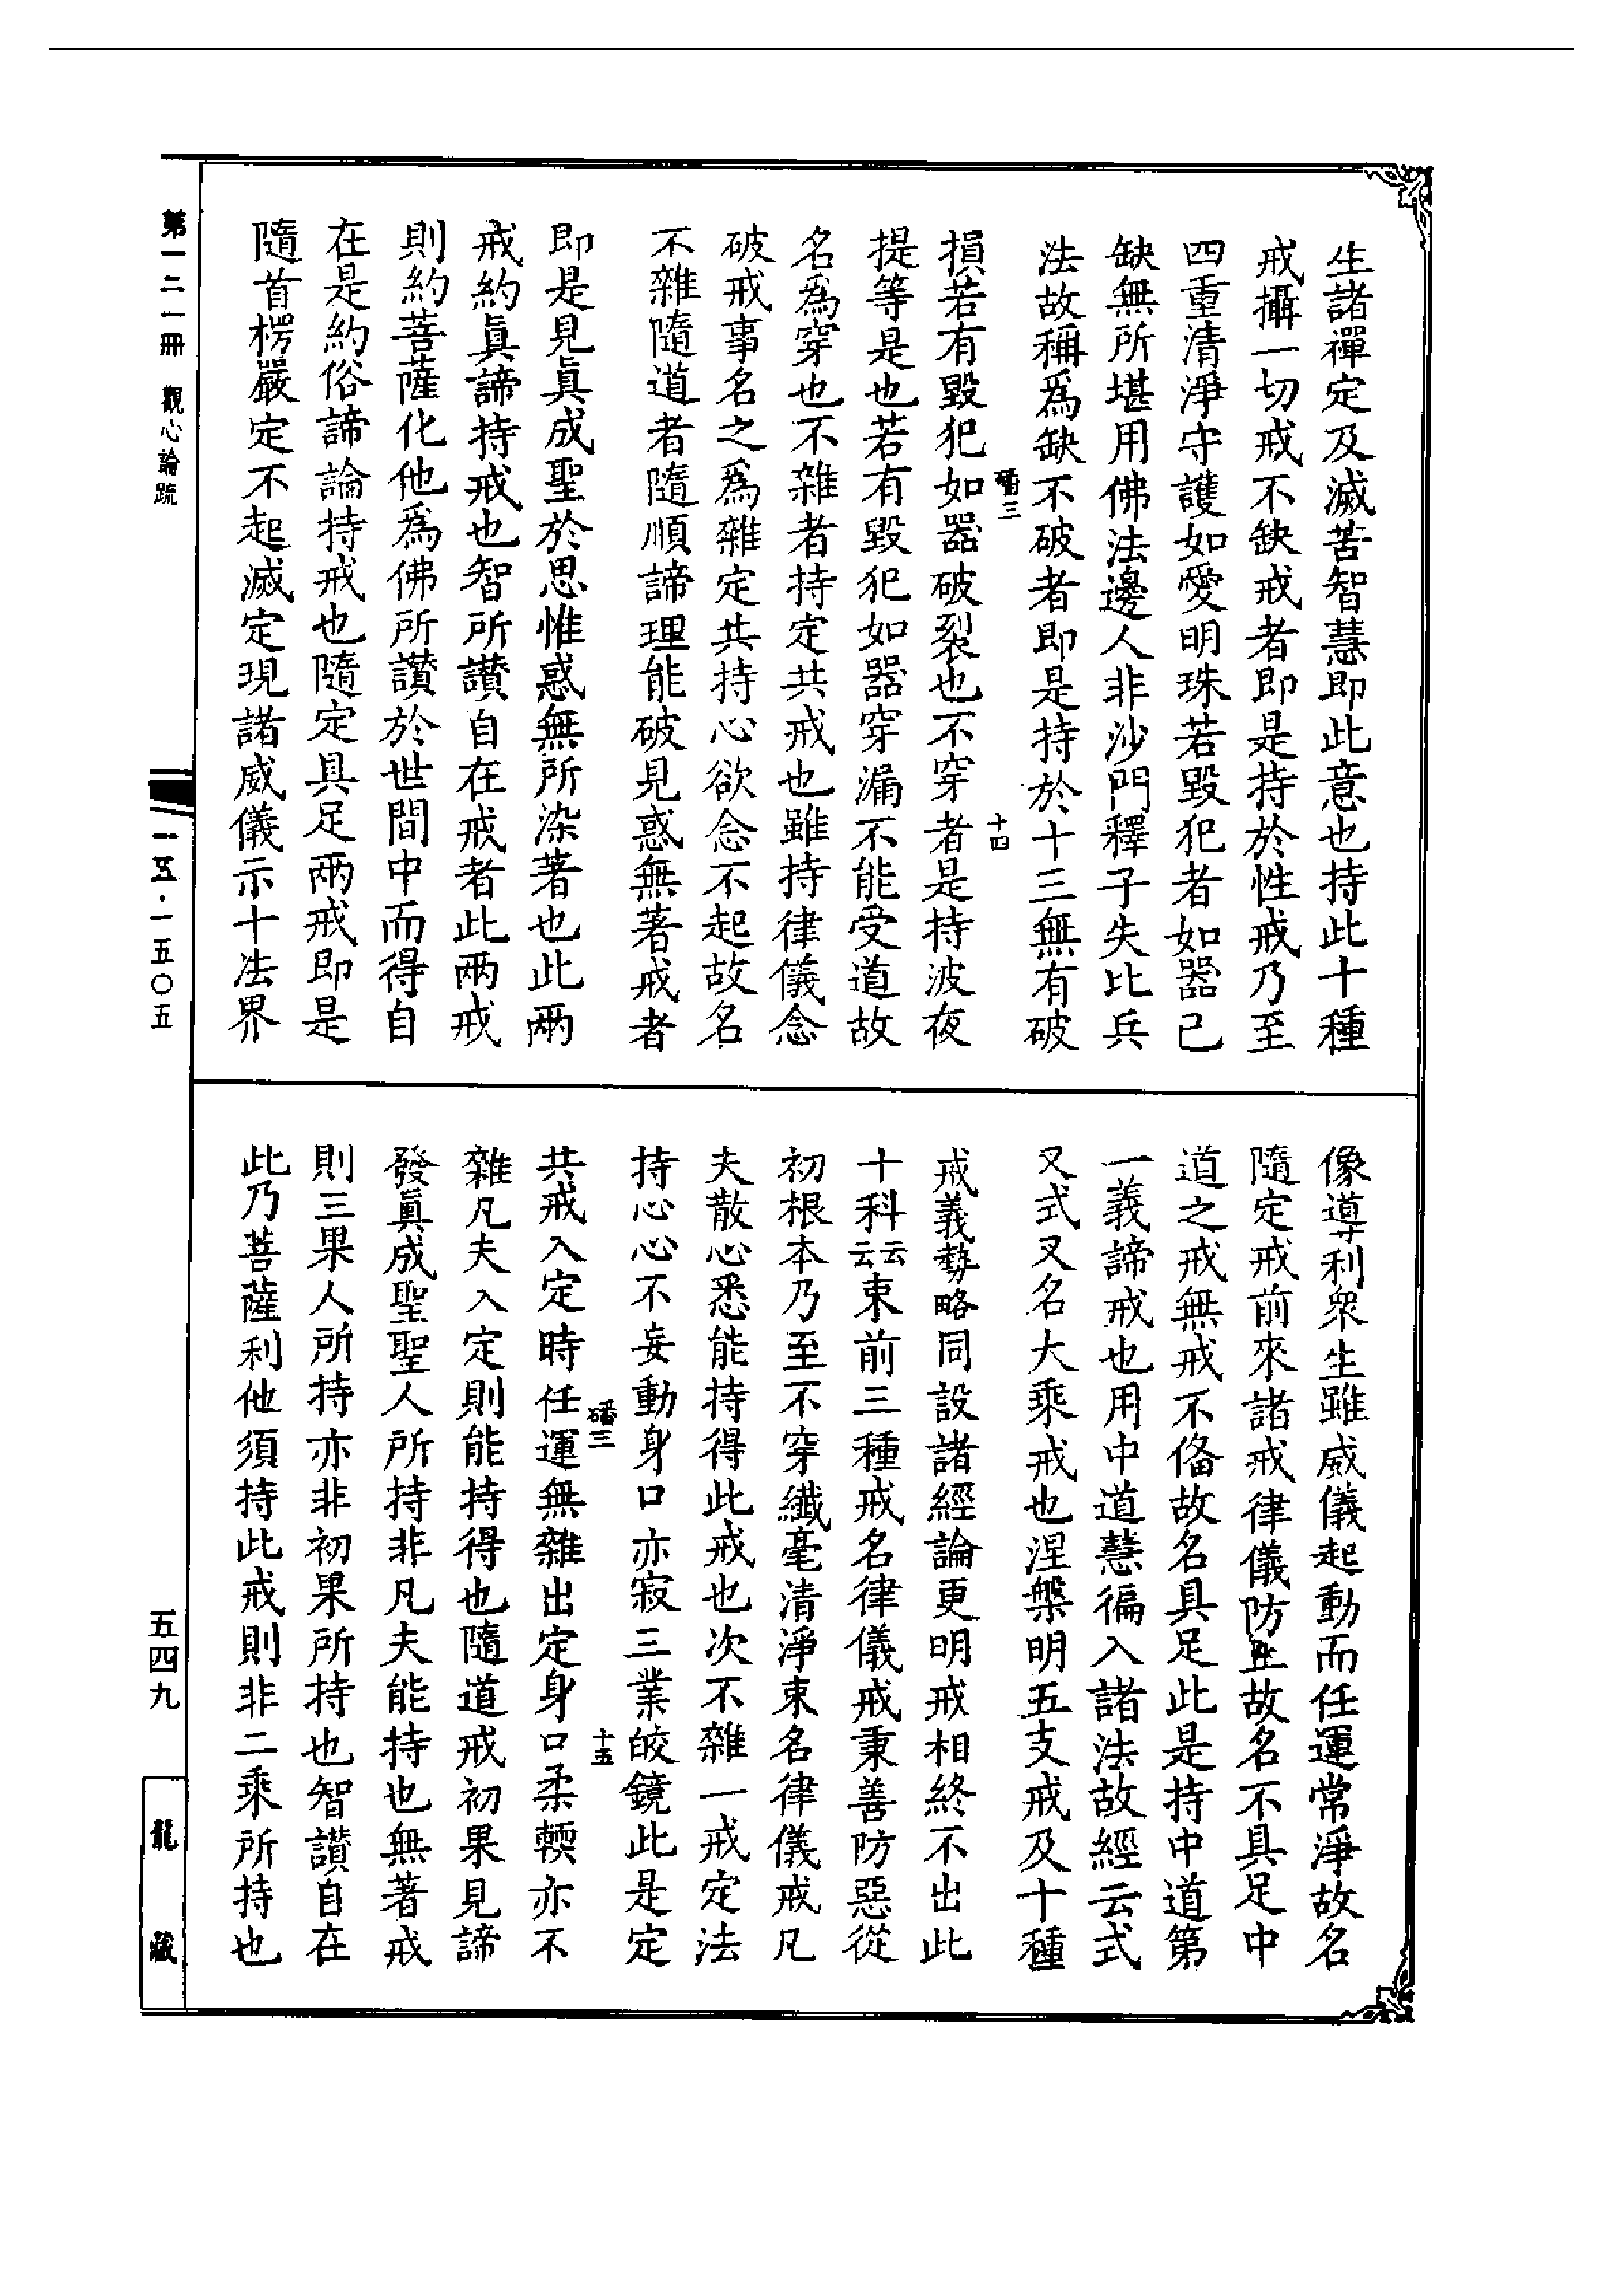 生諸禪定及滅苦智慧即此意也持此十種
戒攝一切戒不缺戒者即是持於性戒乃至
四重清淨守護如愛明珠若毀犯者如器已
缺無所堪用佛法邊人非沙門釋子失比兵
法故稱爲缺不破者即是持於十三無有破
磻三 十四
損若有毀犯如器破裂也不穿者是持波夜
提等是也若有毀犯如器穿漏不能受道故
名爲穿也不雜者持定共戒也雖持律儀念
破戒事名之爲雜定共持心欲念不起故名
不雜隨道者隨順諦理能破見惑無著戒者
即是見眞成聖於思惟惑無所染著也此兩
戒約眞諦持戒也智所讃自在戒者此兩戒
則約菩薩化他爲佛所讃於世間中而得自
在是約俗諦論持戒也隨定具足兩戒即是
隨首楞嚴定不起滅定現諸威儀示十法界
像導利衆生雖威儀起動而任運常淨故名
隨定戒前來諸戒律儀防止故名不具足中
道之戒無戒不俻故名具足此是持中道第
一義諦戒也用中道慧徧入諸法故經云式
叉式叉名大乘戒也涅槃明五支戒及十種
戒義勢略同設諸經論更明戒相終不出此
十科云云束前三種戒名律儀戒秉善防惡從
初根本乃至不穿纖毫清淨束名律儀戒凡
夫散心悉能持得此戒也次不雜一戒定法
持心心不妄動身口亦寂三業皎鏡此是定
磻三 十五
共戒入定時任運無雜出定身口柔輭亦不
雜凡夫入定則能持得也隨道戒初果見諦
發眞成聖聖人所持非凡夫能持也無著戒
則三果人所持亦非初果所持也智讃自在
此乃菩薩利他須持此戒則非二乘所持也
第一二一冊 觀心論疏
一五·一五〇五
五四九
龍藏